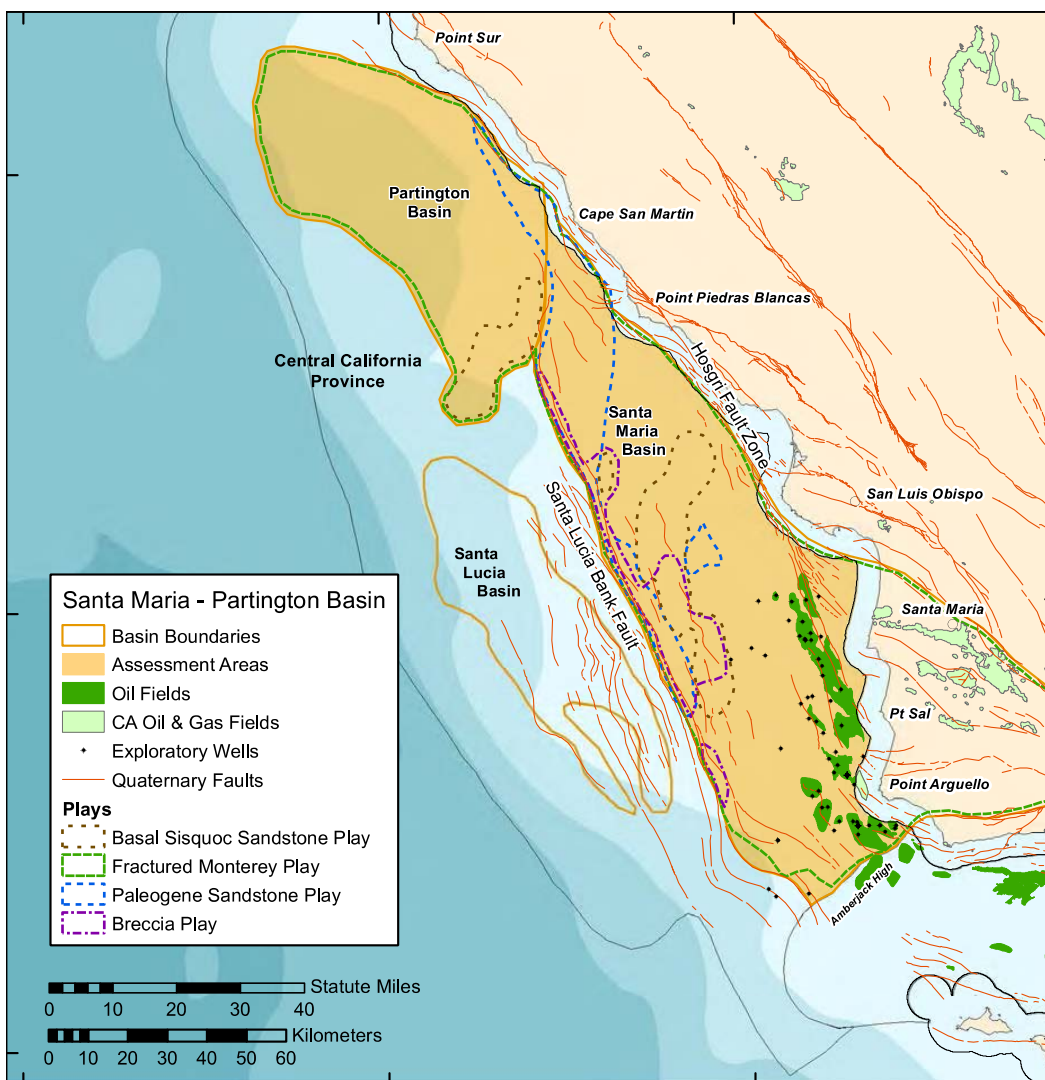 Point Sur
Partington
Basin
Cape San Martin
Point Piedras Blancas
Central California
Province
Hosgri Fault Zone
Santa
Maria
Basin
San Luis Obispo
Santa Lucia Bank Fault
Santa
Lucia
Basin
Santa Maria
Pt Sal
Point Arguello
Amberjack High
Santa Maria - Partington Basin
Basin Boundaries
Assessment Areas
Oil Fields
CA Oil & Gas Fields
Exploratory Wells
Quaternary Faults
Plays
Basal Sisquoc Sandstone Play
Fractured Monterey Play
Paleogene Sandstone Play
Breccia Play
Statute Miles
0 10 20 30 40
Kilometers
0 10 20 30 40 50 60